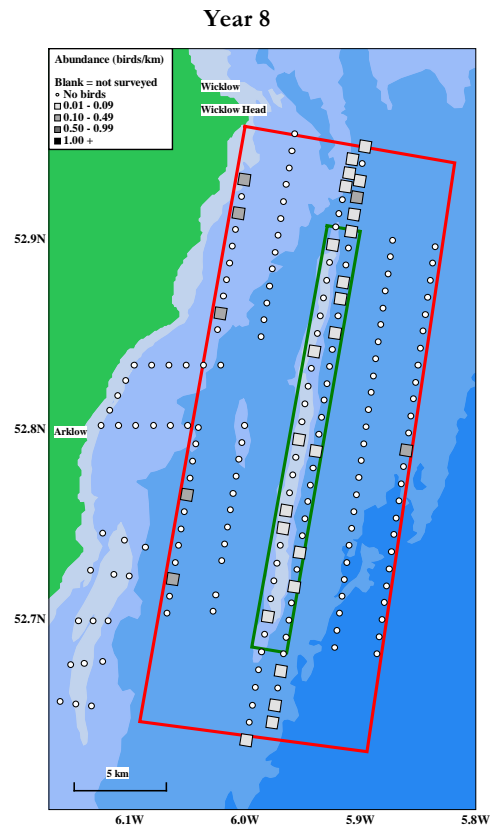 Year 8
Abundance (birds/km)
Blank = not surveyed
No birds
0.01 - 0.09
0.10 - 0.49
0.50 - 0.99
1.00 +
Wicklow
Wicklow Head
52.9N
52.8N
Arklow
52.7N
5 km
6.1W 6.0W 5.9W 5.8W